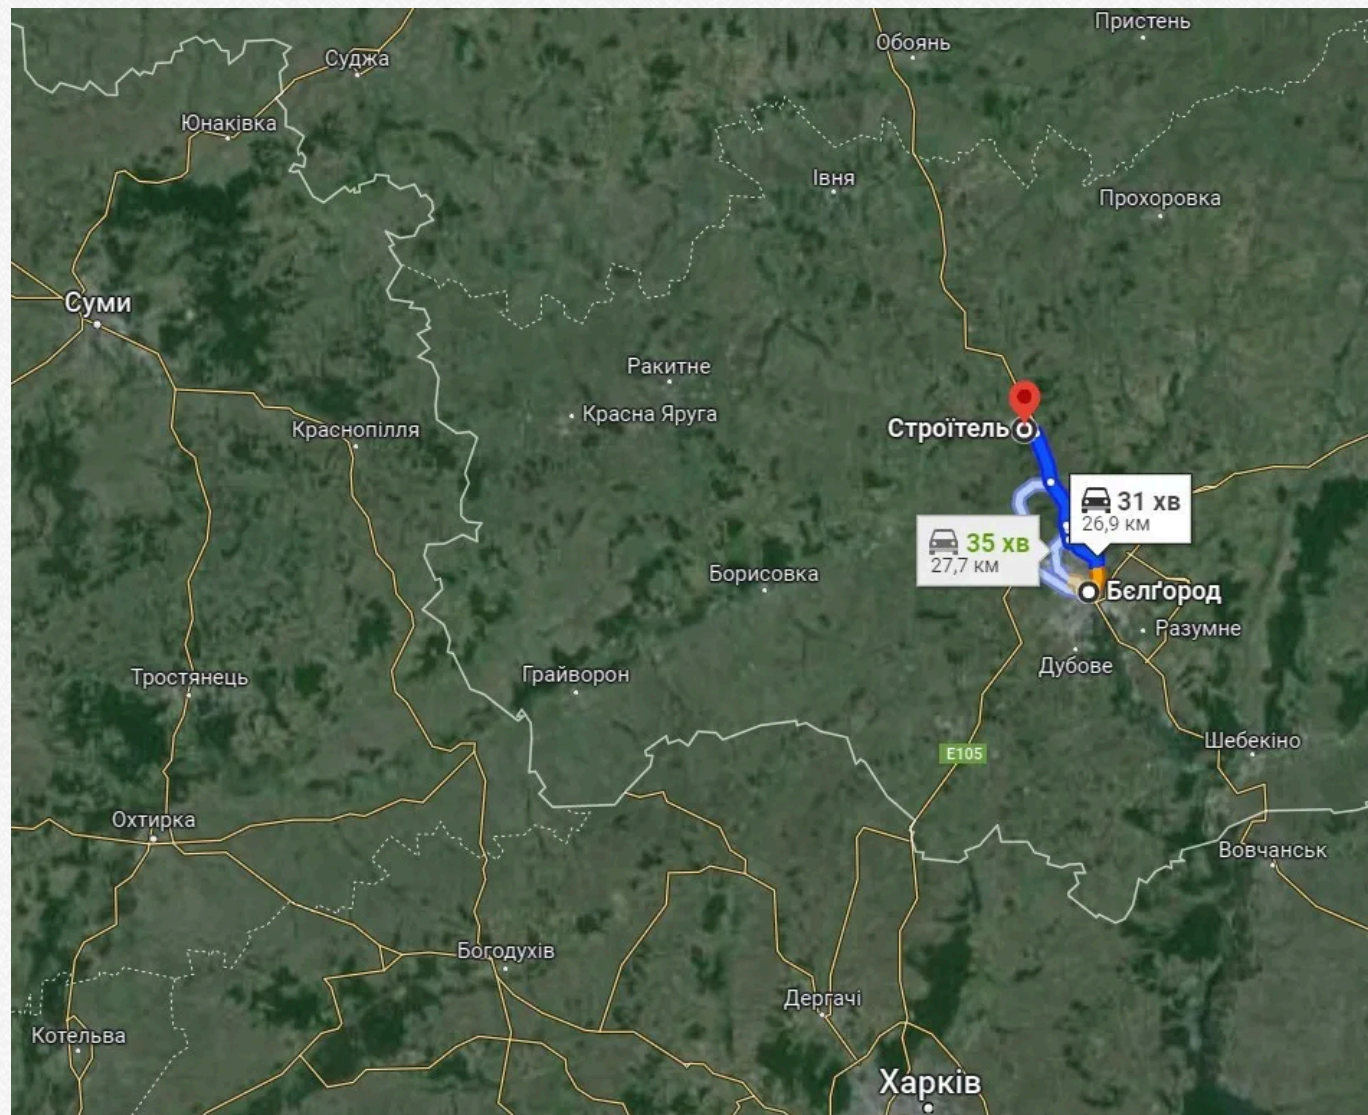 Пристень
Обоянь
Суджа
Юнаківка
Івня
Прохоровка
Суми
Ракитне
Красна Яруга
Строїтель
Краснопілля
31 хв
26,9 км
35 хв
27,7 км
Борисовка
Бєлґород
Разумне
Дубове
Тростянець
Грайворон
Шебекіно
E105
Охтирка
Вовчанськ
Богодухів
Дергачі
Котельва
Харків